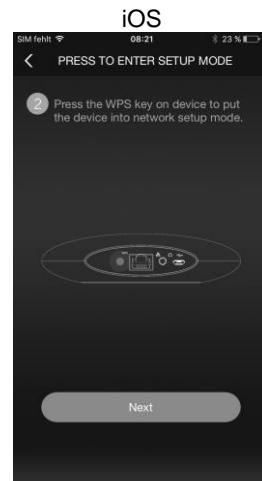 iOS
SIM fehlt 08:21 23 %
PRESS TO ENTER SETUP MODE
2 Press the WPS key on device to put
the device into network setup mode.
Next